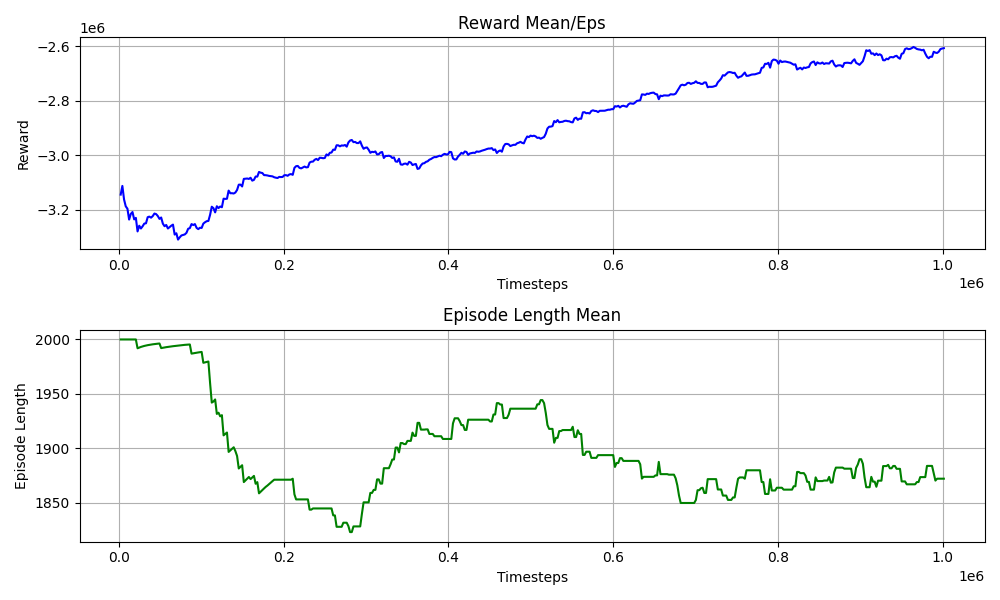 Reward Mean/Eps
1e6
−2.6
−2.8
−3.0
−3.2
Reward
0.0 0.2 0.4 0.6 0.8 1.0
Timesteps
1e6
Episode Length Mean
2000
1950
1900
1850
Episode Length
0.0 0.2 0.4 0.6 0.8 1.0
Timesteps
1e6